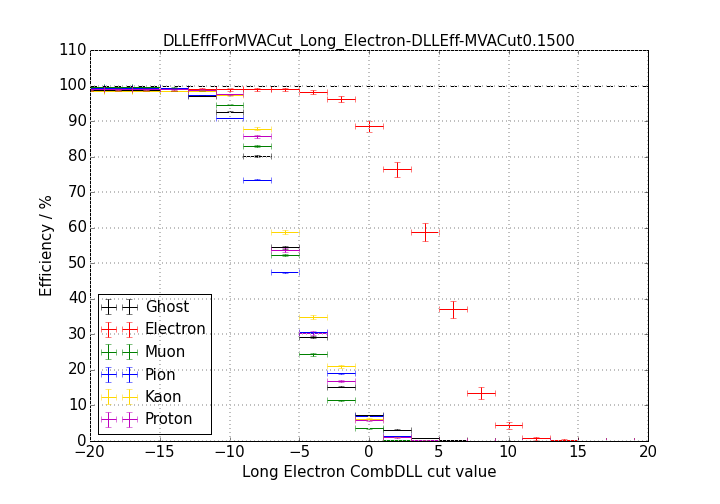 DLLEffForMVACut_Long_Electron-DLLEff-MVACut0.1500
110
100
90
80
70
60
50
40
30
20
10
0
Efficiency / %
Ghost
Electron
Muon
Pion
Kaon
Proton
−20 −15 −10 −5 0 5 10 15 20
Long Electron CombDLL cut value